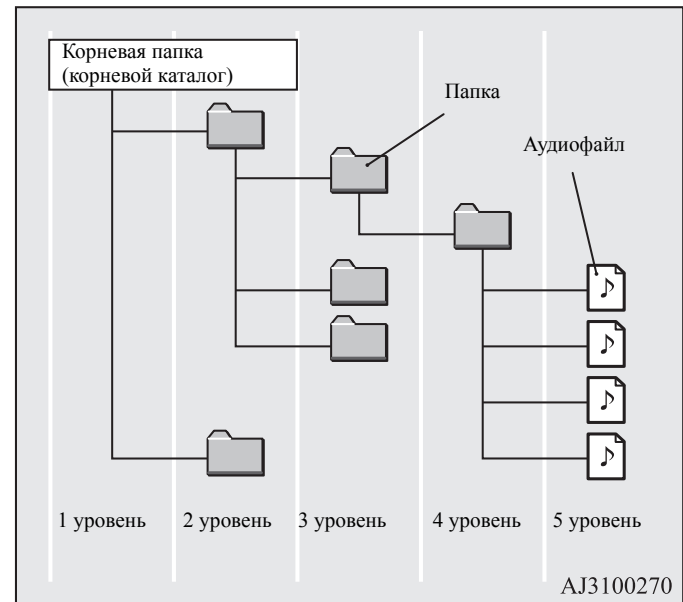 Корневая папка
(корневой каталог)
Папка
Аудиофайл
1 уровень
2 уровень
3 уровень
4 уровень
5 уровень
AJ3100270